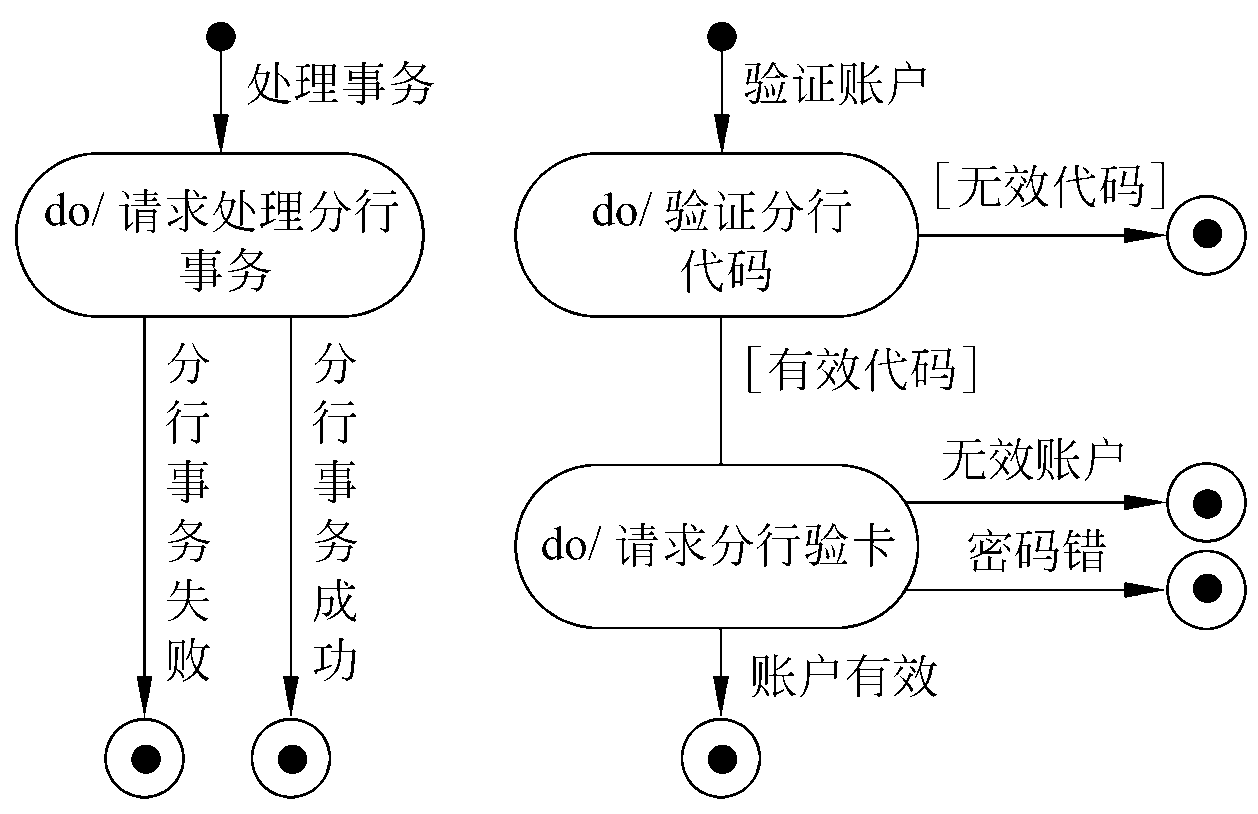 处理事务
do/ 请求处理分行
事务
分行事务失败
分行事务成功
验证账户
do/ 验证分行
代码
[无效代码]
[有效代码]
do/ 请求分行验卡
无效账户
密码错
账户有效